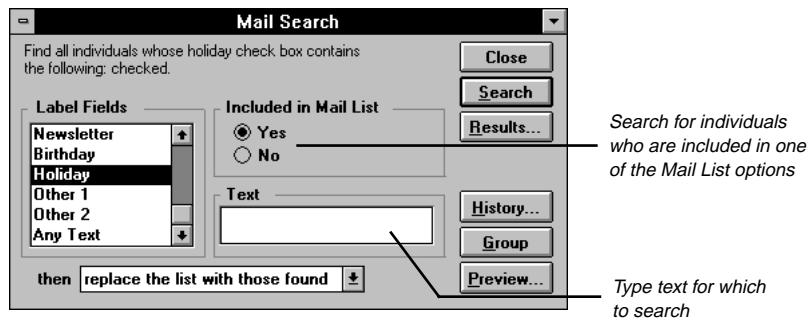 Mail Search
Find all individuals whose holiday check box contains
the following: checked.
Close
Search
Results...
Label Fields
Newsletter
Birthday
Holiday
Other 1
Other 2
Any Text
Included in Mail List
Yes
No
Text
History...
Group
Preview...
then replace the list with those found
Search for individuals
who are included in one
of the Mail List options
Type text for which
to search